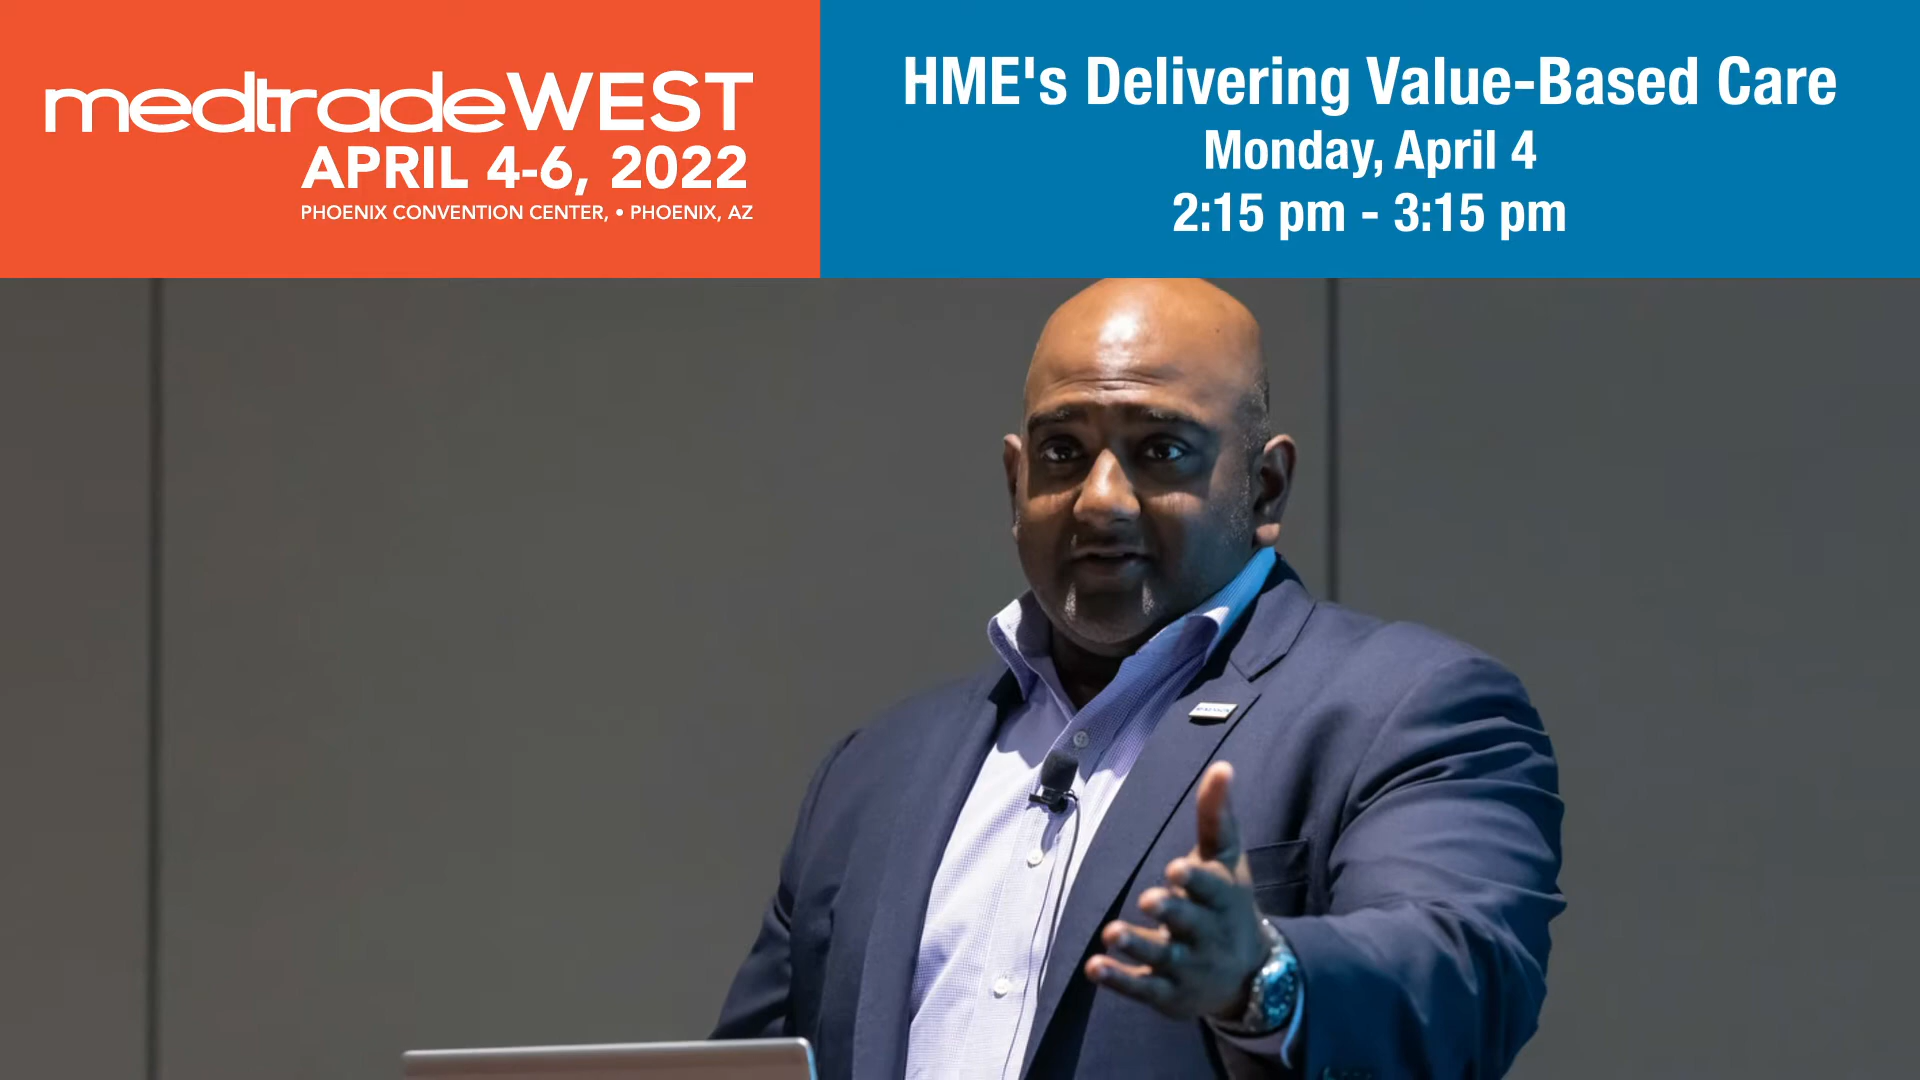 medtradeWEST
APRIL 4-6, 2022
PHOENIX CONVENTION CENTER, • PHOENIX, AZ
HME's Delivering Value-Based Care
Monday, April 4
2:15 pm - 3:15 pm